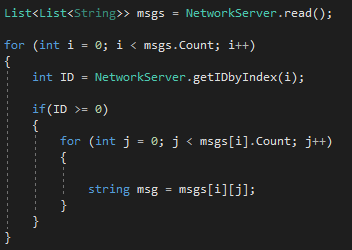 List<List<String>> msgs = NetworkServer.read();
for (int i = 0; i < msgs.Count; i++)
{
int ID = NetworkServer.getIDbyIndex(i);
if(ID >= 0)
{
for (int j = 0; j < msgs[i].Count; j++)
{
string msg = msgs[i][j];
}
}
}